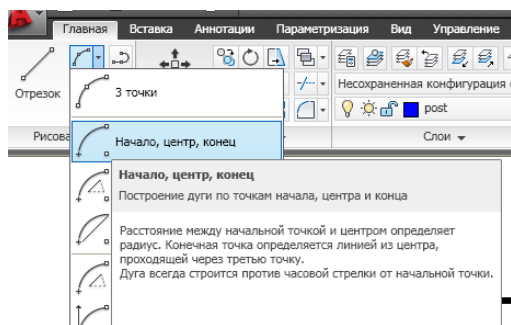 Главная Вставка Аннотации Параметризация Вид Управление
Отрезок
3 точки
Несохраненная конфигурация
post
Начало, центр, конец
Слои
Начало, центр, конец
Построение дуги по точкам начала, центра и конца
Расстояние между начальной точкой и центром определяет
радиус. Конечная точка определяется линией из центра,
проходящей через третью точку.
Дуга всегда строится против часовой стрелки от начальной точки.